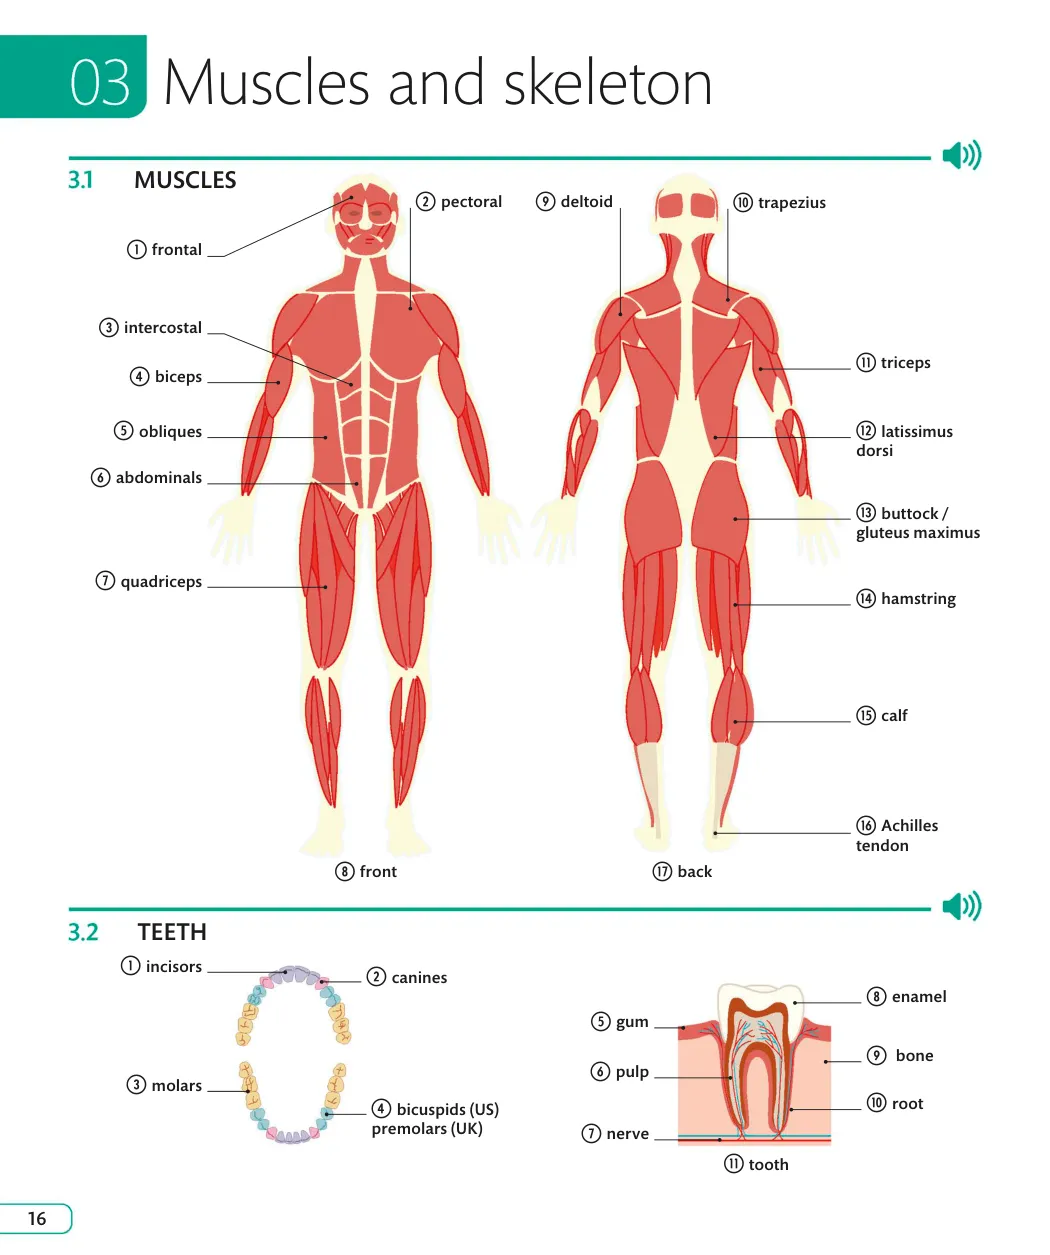 03 Muscles and skeleton
3.1 MUSCLES
① frontal
② pectoral
③ intercostal
④ biceps
⑤ obliques
⑥ abdominals
⑦ quadriceps
⑧ front
⑨ deltoid
⑩ trapezius
⑪ triceps
⑫ latissimus
dorsi
⑬ buttock /
gluteus maximus
⑭ hamstring
⑮ calf
⑯ Achilles
tendon
⑰ back
3.2 TEETH
① incisors
② canines
③ molars
④ bicuspids (US)
premolars (UK)
⑤ gum
⑥ pulp
⑦ nerve
⑧ enamel
⑨ bone
⑩ root
⑪ tooth
16